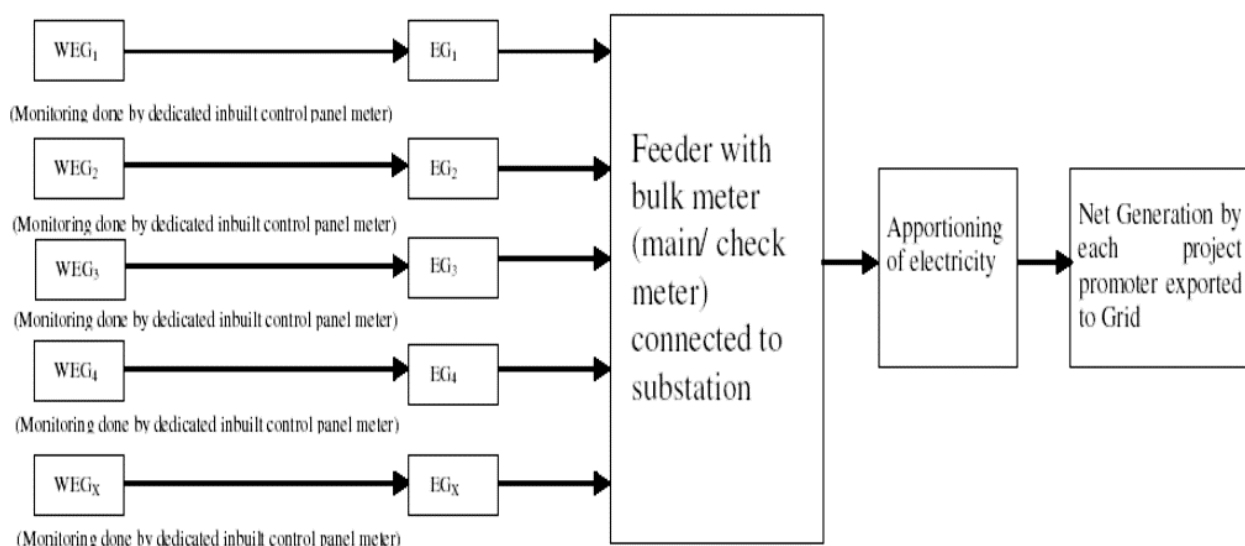 WEG₁
EG₁
(Monitoring done by dedicated inbuilt control panel meter)
WEG₂
EG₂
(Monitoring done by dedicated inbuilt control panel meter)
WEG₃
EG₃
(Monitoring done by dedicated inbuilt control panel meter)
WEG₄
EG₄
(Monitoring done by dedicated inbuilt control panel meter)
WEGₓ
EGₓ
(Monitoring done by dedicated inbuilt control panel meter)
Feeder with
bulk meter
(main/ check
meter)
connected to
substation
Apportioning
of electricity
Net Generation by
each project
promoter exported
to Grid